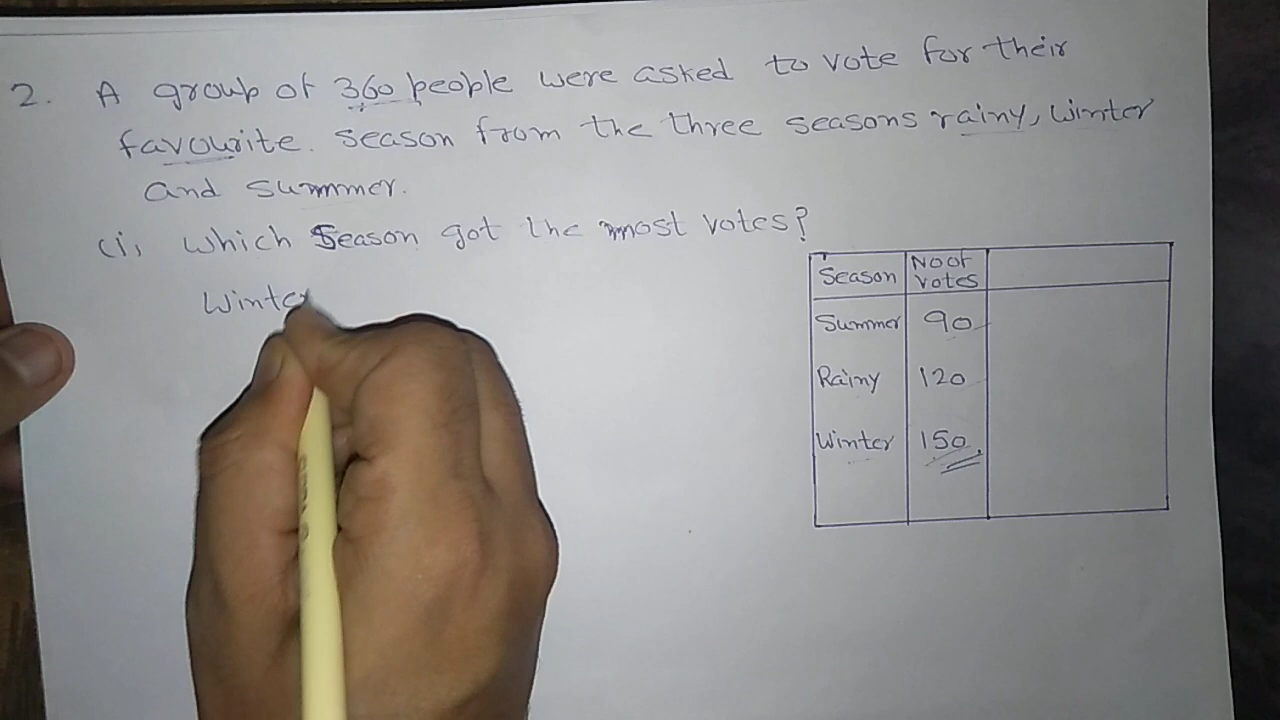 2. A group of 360 people were asked to vote for their
favourite season from the three seasons rainy, winter
and summer.
(i, which Season got the most votes?
Winter
Season No of votes
Summer 90
Rainy 120
Winter 150